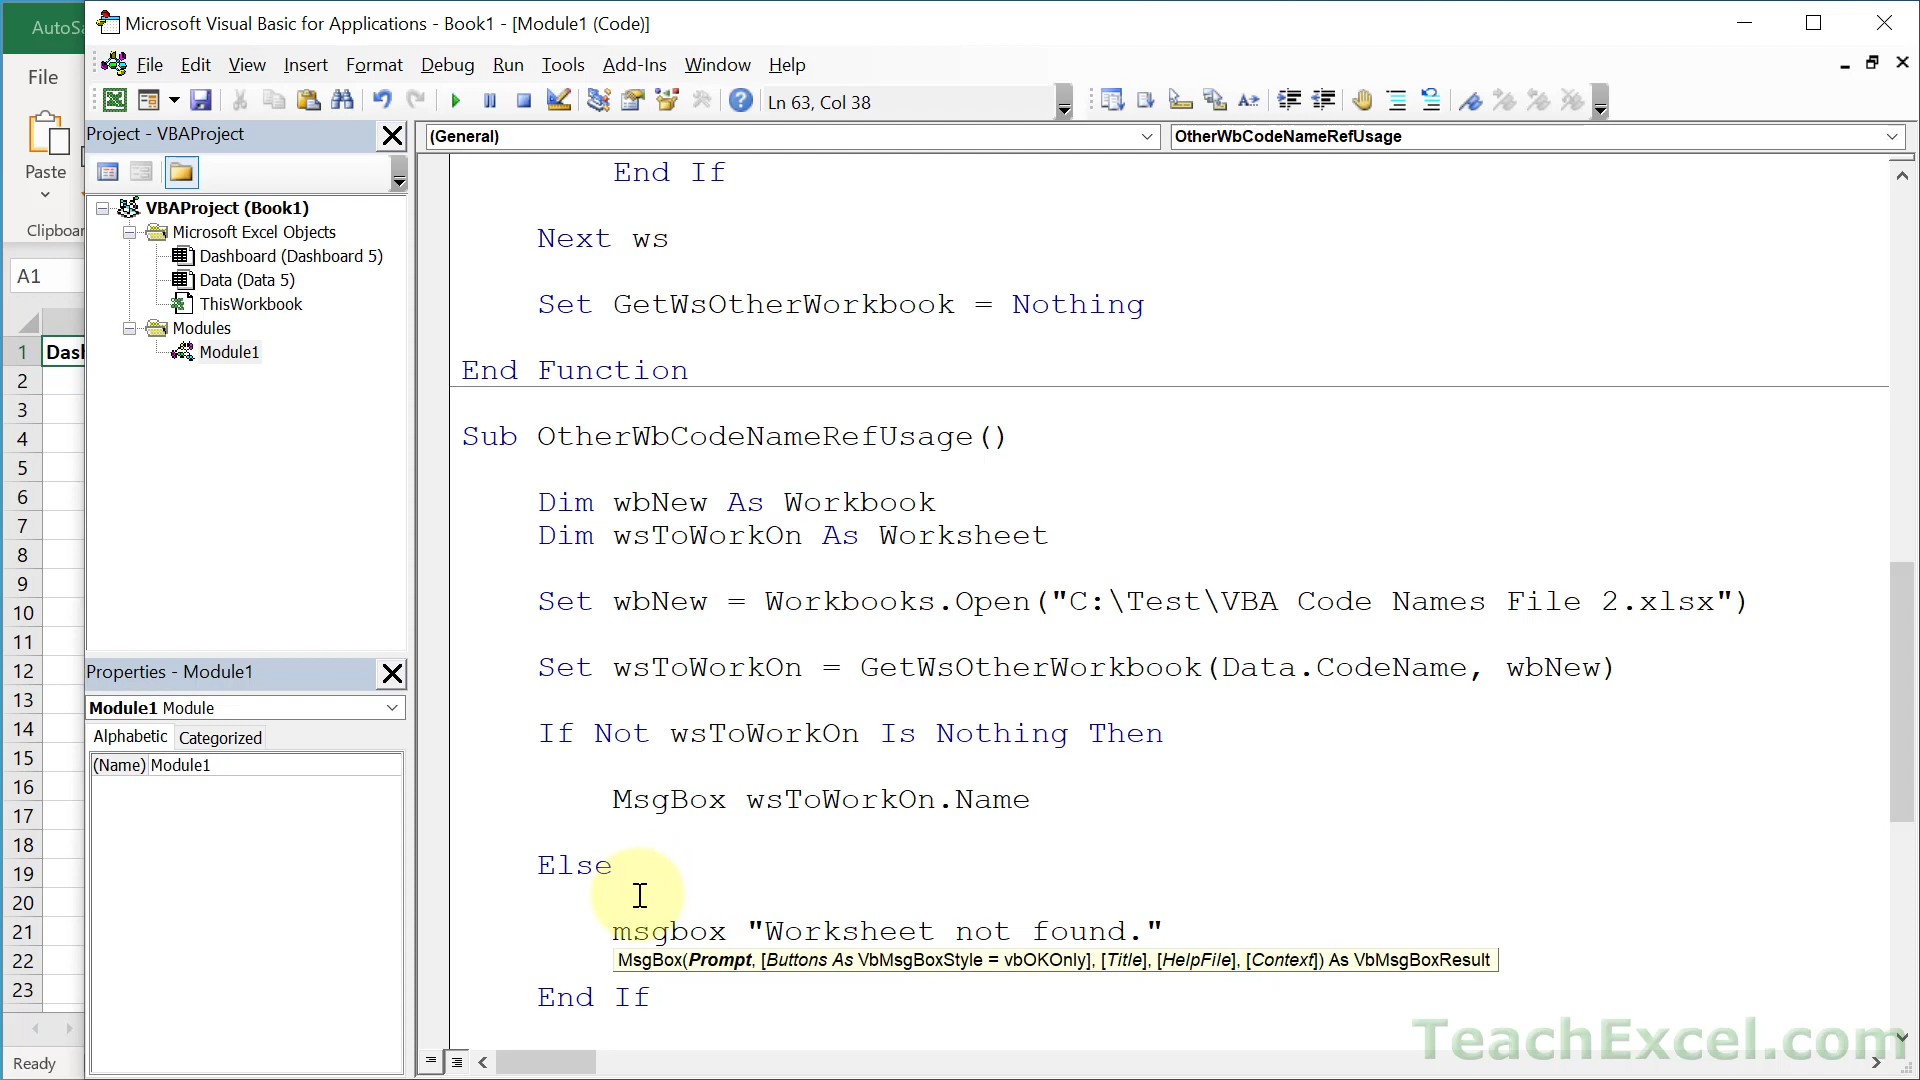 AutoSa
Microsoft Visual Basic for Applications - Book1 - [Module1 (Code)]
File
File Edit View Insert Format Debug Run Tools Add-Ins Window Help
Ln 63, Col 38
Paste
Clipboar
A1
Project - VBAProject
VBAProject (Book1)
Microsoft Excel Objects
Dashboard (Dashboard 5)
Data (Data 5)
ThisWorkbook
Modules
Module1
(General)
OtherWbCodeNameRefUsage
End If
Next ws
Set GetWsOtherWorkbook = Nothing
End Function
Sub OtherWbCodeNameRefUsage()
Dim wbNew As Workbook
Dim wsToWorkOn As Worksheet
Set wbNew = Workbooks.Open("C:\Test\VBA Code Names File 2.xlsx")
Set wsToWorkOn = GetWsOtherWorkbook(Data.CodeName, wbNew)
If Not wsToWorkOn Is Nothing Then
MsgBox wsToWorkOn.Name
Else
msgbox "Worksheet not found."
MsgBox(Prompt, [Buttons As VbMsgBoxStyle = vbOKOnly], [Title], [HelpFile], [Context]) As VbMsgBoxResult
End If
Properties - Module1
Module1 Module
Alphabetic Categorized
(Name) Module1
1 Dash
2
3
4
5
6
7
8
9
10
11
12
13
14
15
16
17
18
19
20
21
22
23
Ready
TeachExcel.com